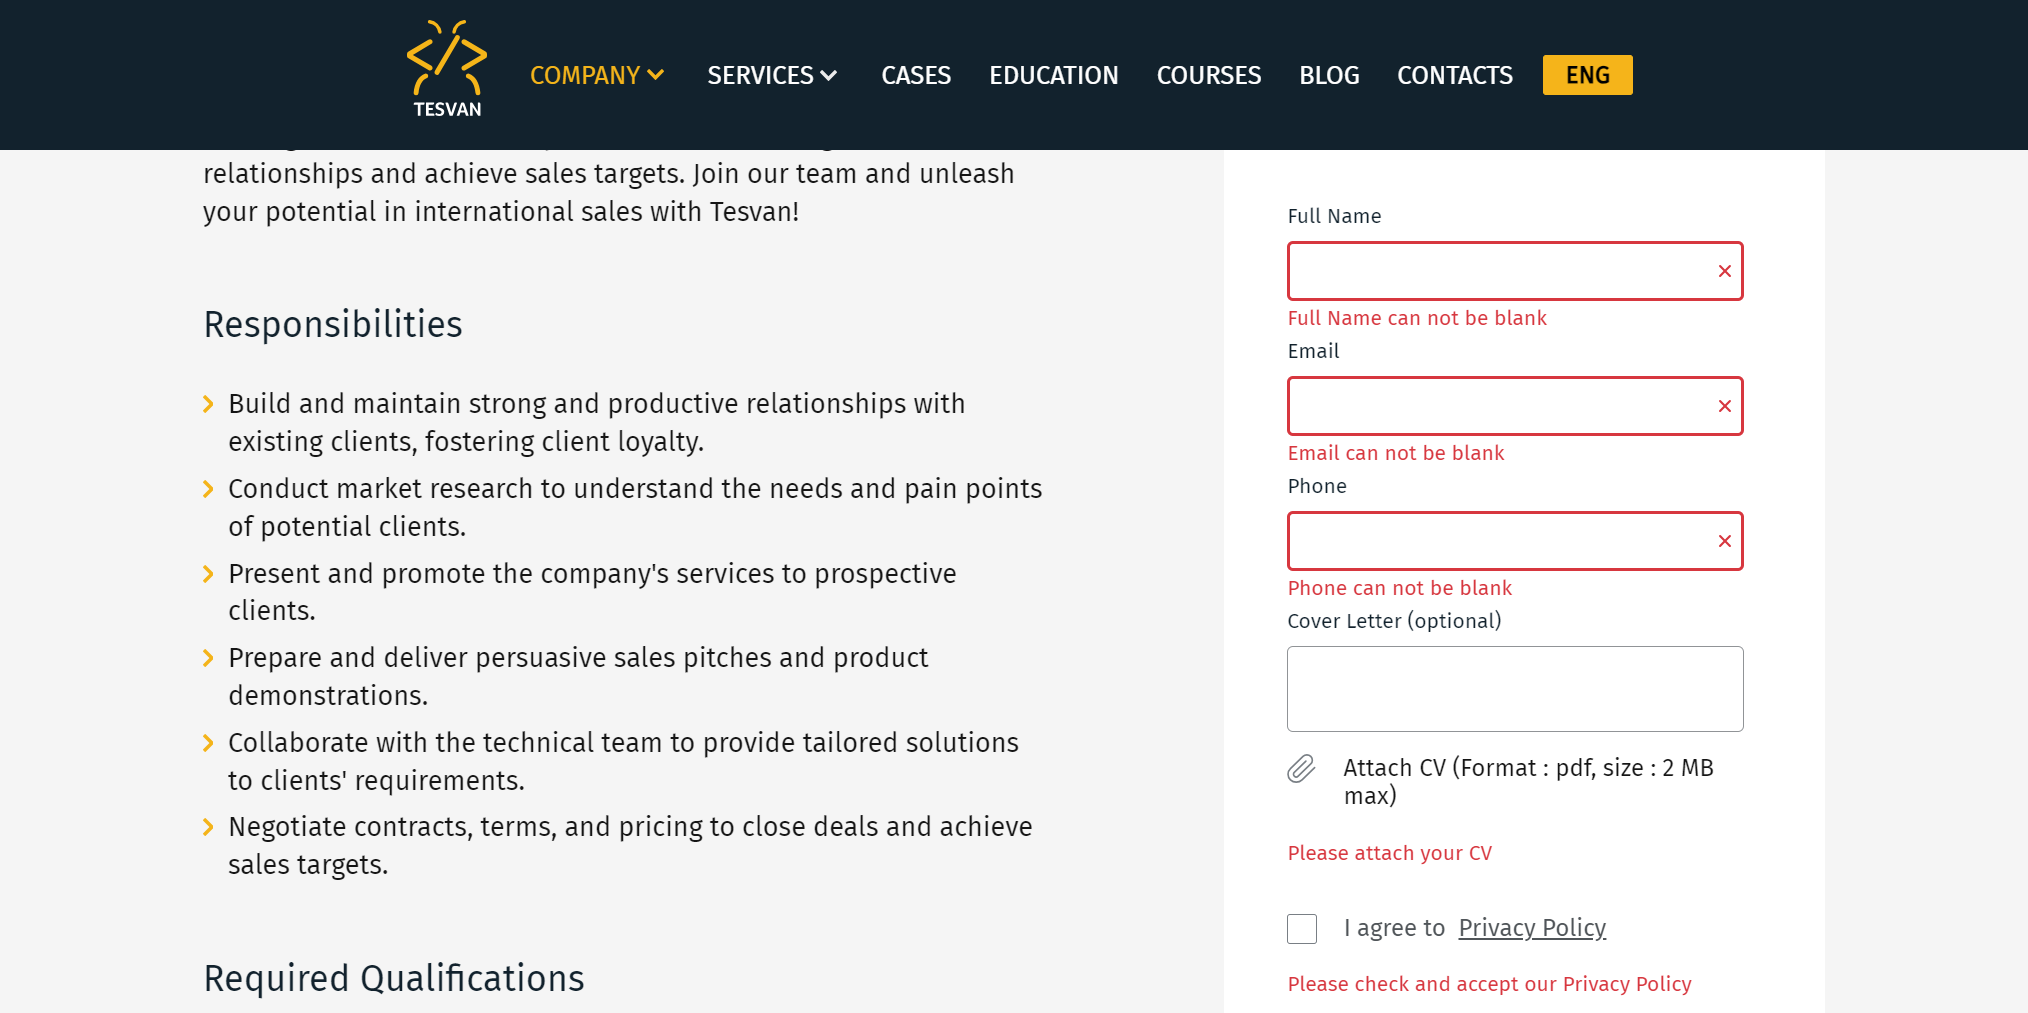 TESVAN
COMPANY
SERVICES
CASES
EDUCATION
COURSES
BLOG
CONTACTS
ENG
relationships and achieve sales targets. Join our team and unleash
your potential in international sales with Tesvan!
Responsibilities
Build and maintain strong and productive relationships with
existing clients, fostering client loyalty.
Conduct market research to understand the needs and pain points
of potential clients.
Present and promote the company's services to prospective
clients.
Prepare and deliver persuasive sales pitches and product
demonstrations.
Collaborate with the technical team to provide tailored solutions
to clients' requirements.
Negotiate contracts, terms, and pricing to close deals and achieve
sales targets.
Required Qualifications
Full Name
Full Name can not be blank
Email
Email can not be blank
Phone
Phone can not be blank
Cover Letter (optional)
Attach CV (Format : pdf, size : 2 MB
max)
Please attach your CV
I agree to Privacy Policy
Please check and accept our Privacy Policy